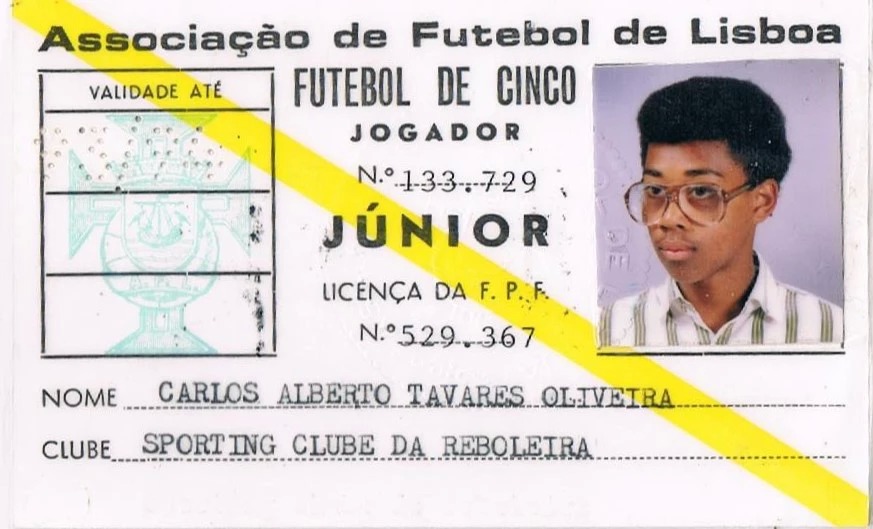 Associação de Futebol de Lisboa
VALIDADE ATÉ
FUTEBOL DE CINCO
JOGADOR
N.º 133.729
JÚNIOR
LICENÇA DA F. P. F.
N.º 529.367
NOME CARLOS ALBERTO TAVARES OLIVEIRA
CLUBE SPORTING CLUBE DA REBOLEIRA